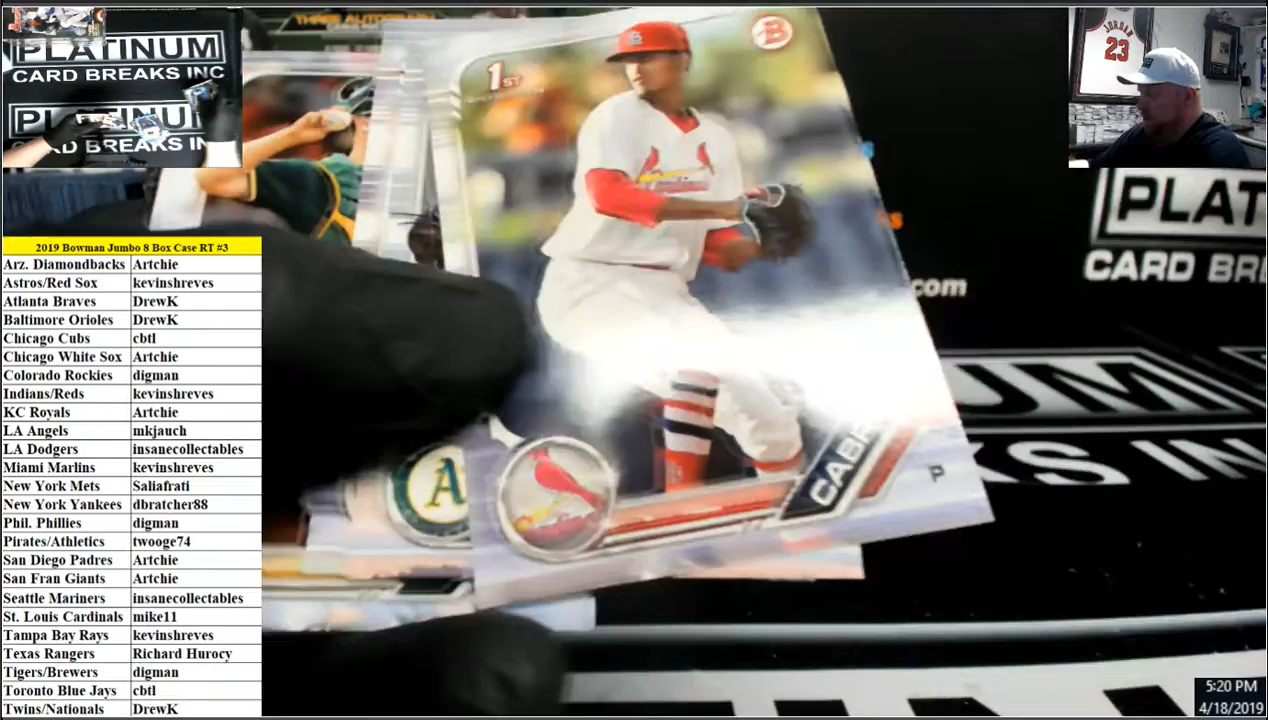 THREE AUTOGRAPH
PLATINUM
CARD BREAKS INC
PLATINUM
RD BREAKS IN
JORDAN
23
1ST
B
2019 Bowman Jumbo 8 Box Case RT #3
Arz. Diamondbacks Artchie
Astros/Red Sox kevinshreves
Atlanta Braves DrewK
Baltimore Orioles DrewK
Chicago Cubs cbtl
Chicago White Sox Artchie
Colorado Rockies digman
Indians/Reds kevinshreves
KC Royals Artchie
LA Angels mkjauch
LA Dodgers insanecollectables
Miami Marlins kevinshreves
New York Mets Saliafrati
New York Yankees dbratcher88
Phil. Phillies digman
Pirates/Athletics twooge74
San Diego Padres Artchie
San Fran Giants Artchie
Seattle Mariners insanecollectables
St. Louis Cardinals mike11
Tampa Bay Rays kevinshreves
Texas Rangers Richard Hurocy
Tigers/Brewers digman
Toronto Blue Jays cbtl
Twins/Nationals DrewK
PLAT
CARD BRE
.com
UM
KS IN
CABR
P
A's
5:20 PM
4/18/2019